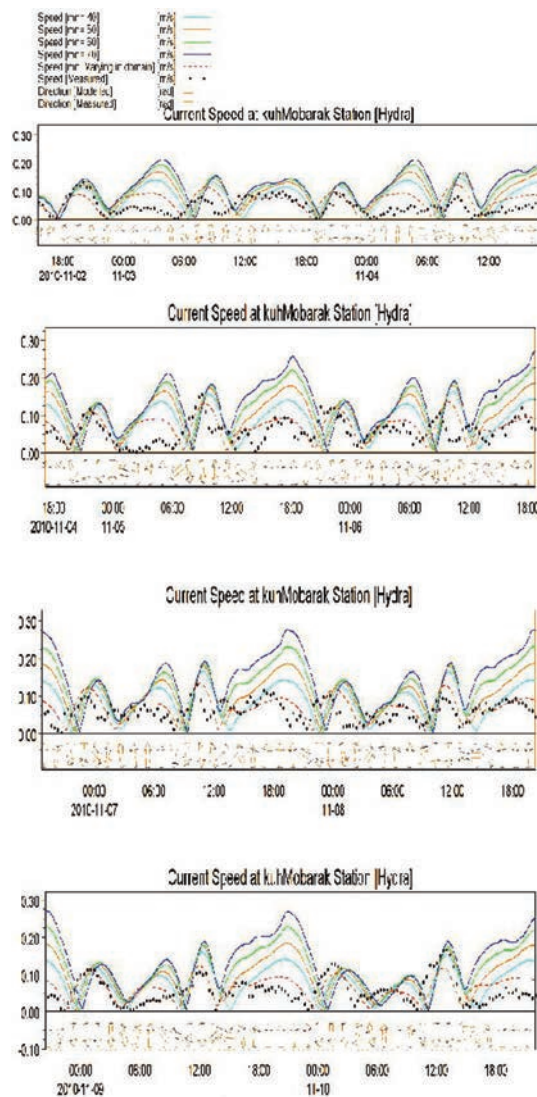 Speed [mn= 40] [m/s]
Speed [mn= 50] [m/s]
Speed [mn= 60] [m/s]
Speed [mn= 70] [m/s]
Speed [mn Varying in domain] [m/s]
Speed [Measured] [m/s]
Direction [Modelled] [rad]
Direction [Measured] [rad]
Current Speed at kuhMobarak Station [Hydra]
0.30
0.20
0.10
0.00
18:00 00:00 06:00 12:00 18:00 00:00 06:00 12:00
2010-11-02 11-03 11-04
Current Speed at kuhMobarak Station [Hydra]
0.30
0.20
0.10
0.00
18:00 00:00 06:00 12:00 18:00 00:00 06:00 12:00 18:00
2010-11-04 11-05 11-06
Current Speed at kuhMobarak Station [Hydra]
0.30
0.20
0.10
0.00
00:00 06:00 12:00 18:00 00:00 06:00 12:00 18:00
2010-11-07 11-08
Current Speed at kuhMobarak Station [Hydra]
0.30
0.20
0.10
0.00
-0.10
00:00 06:00 12:00 18:00 00:00 06:00 12:00 18:00
2010-11-09 11-10